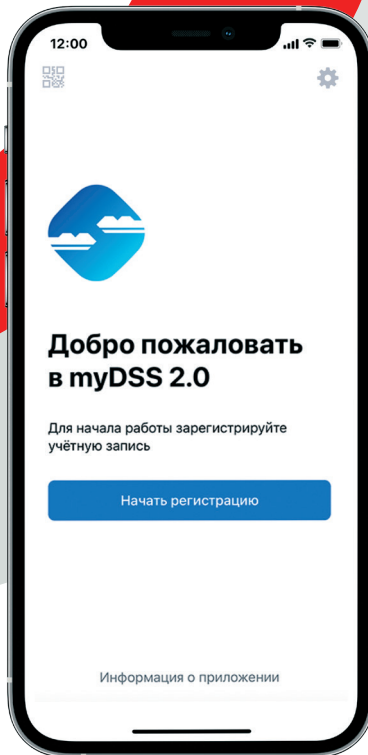 12:00
Добро пожаловать
в myDSS 2.0
Для начала работы зарегистрируйте
учётную запись
Начать регистрацию
Информация о приложении